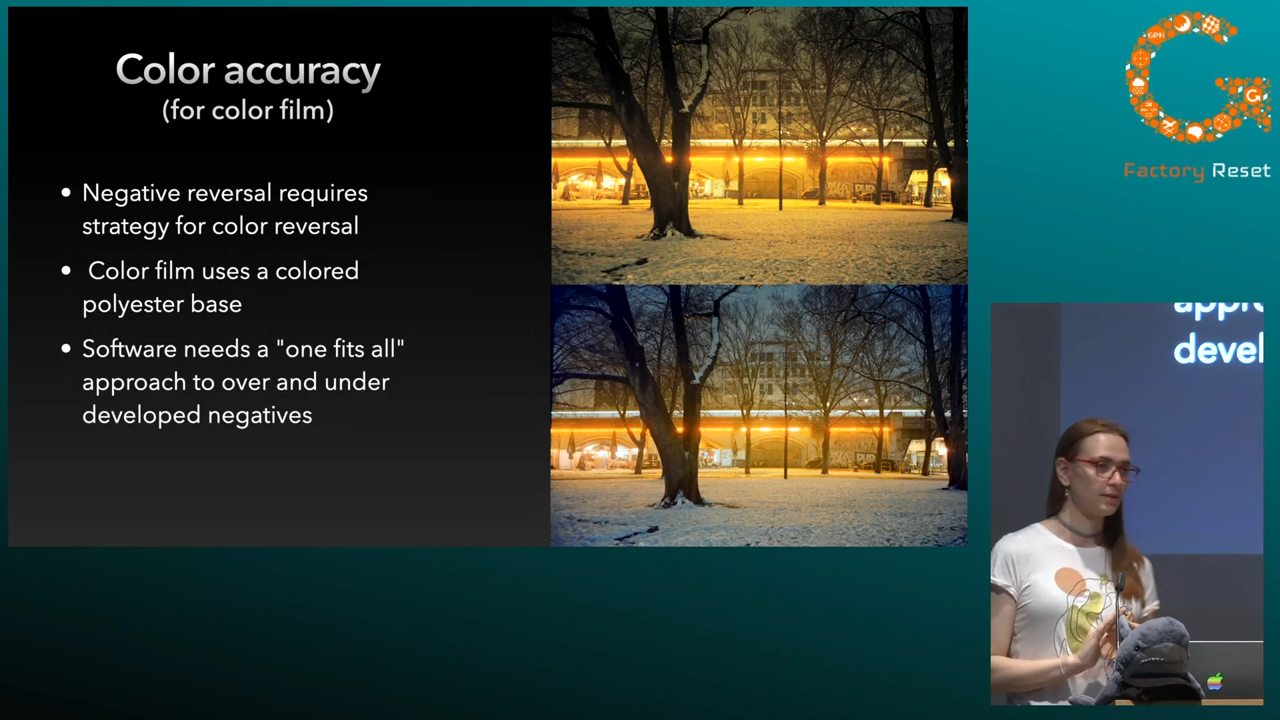 Color accuracy
(for color film)
• Negative reversal requires
strategy for color reversal
• Color film uses a colored
polyester base
• Software needs a "one fits all"
approach to over and under
developed negatives
GPN
G
Factory Reset
devel